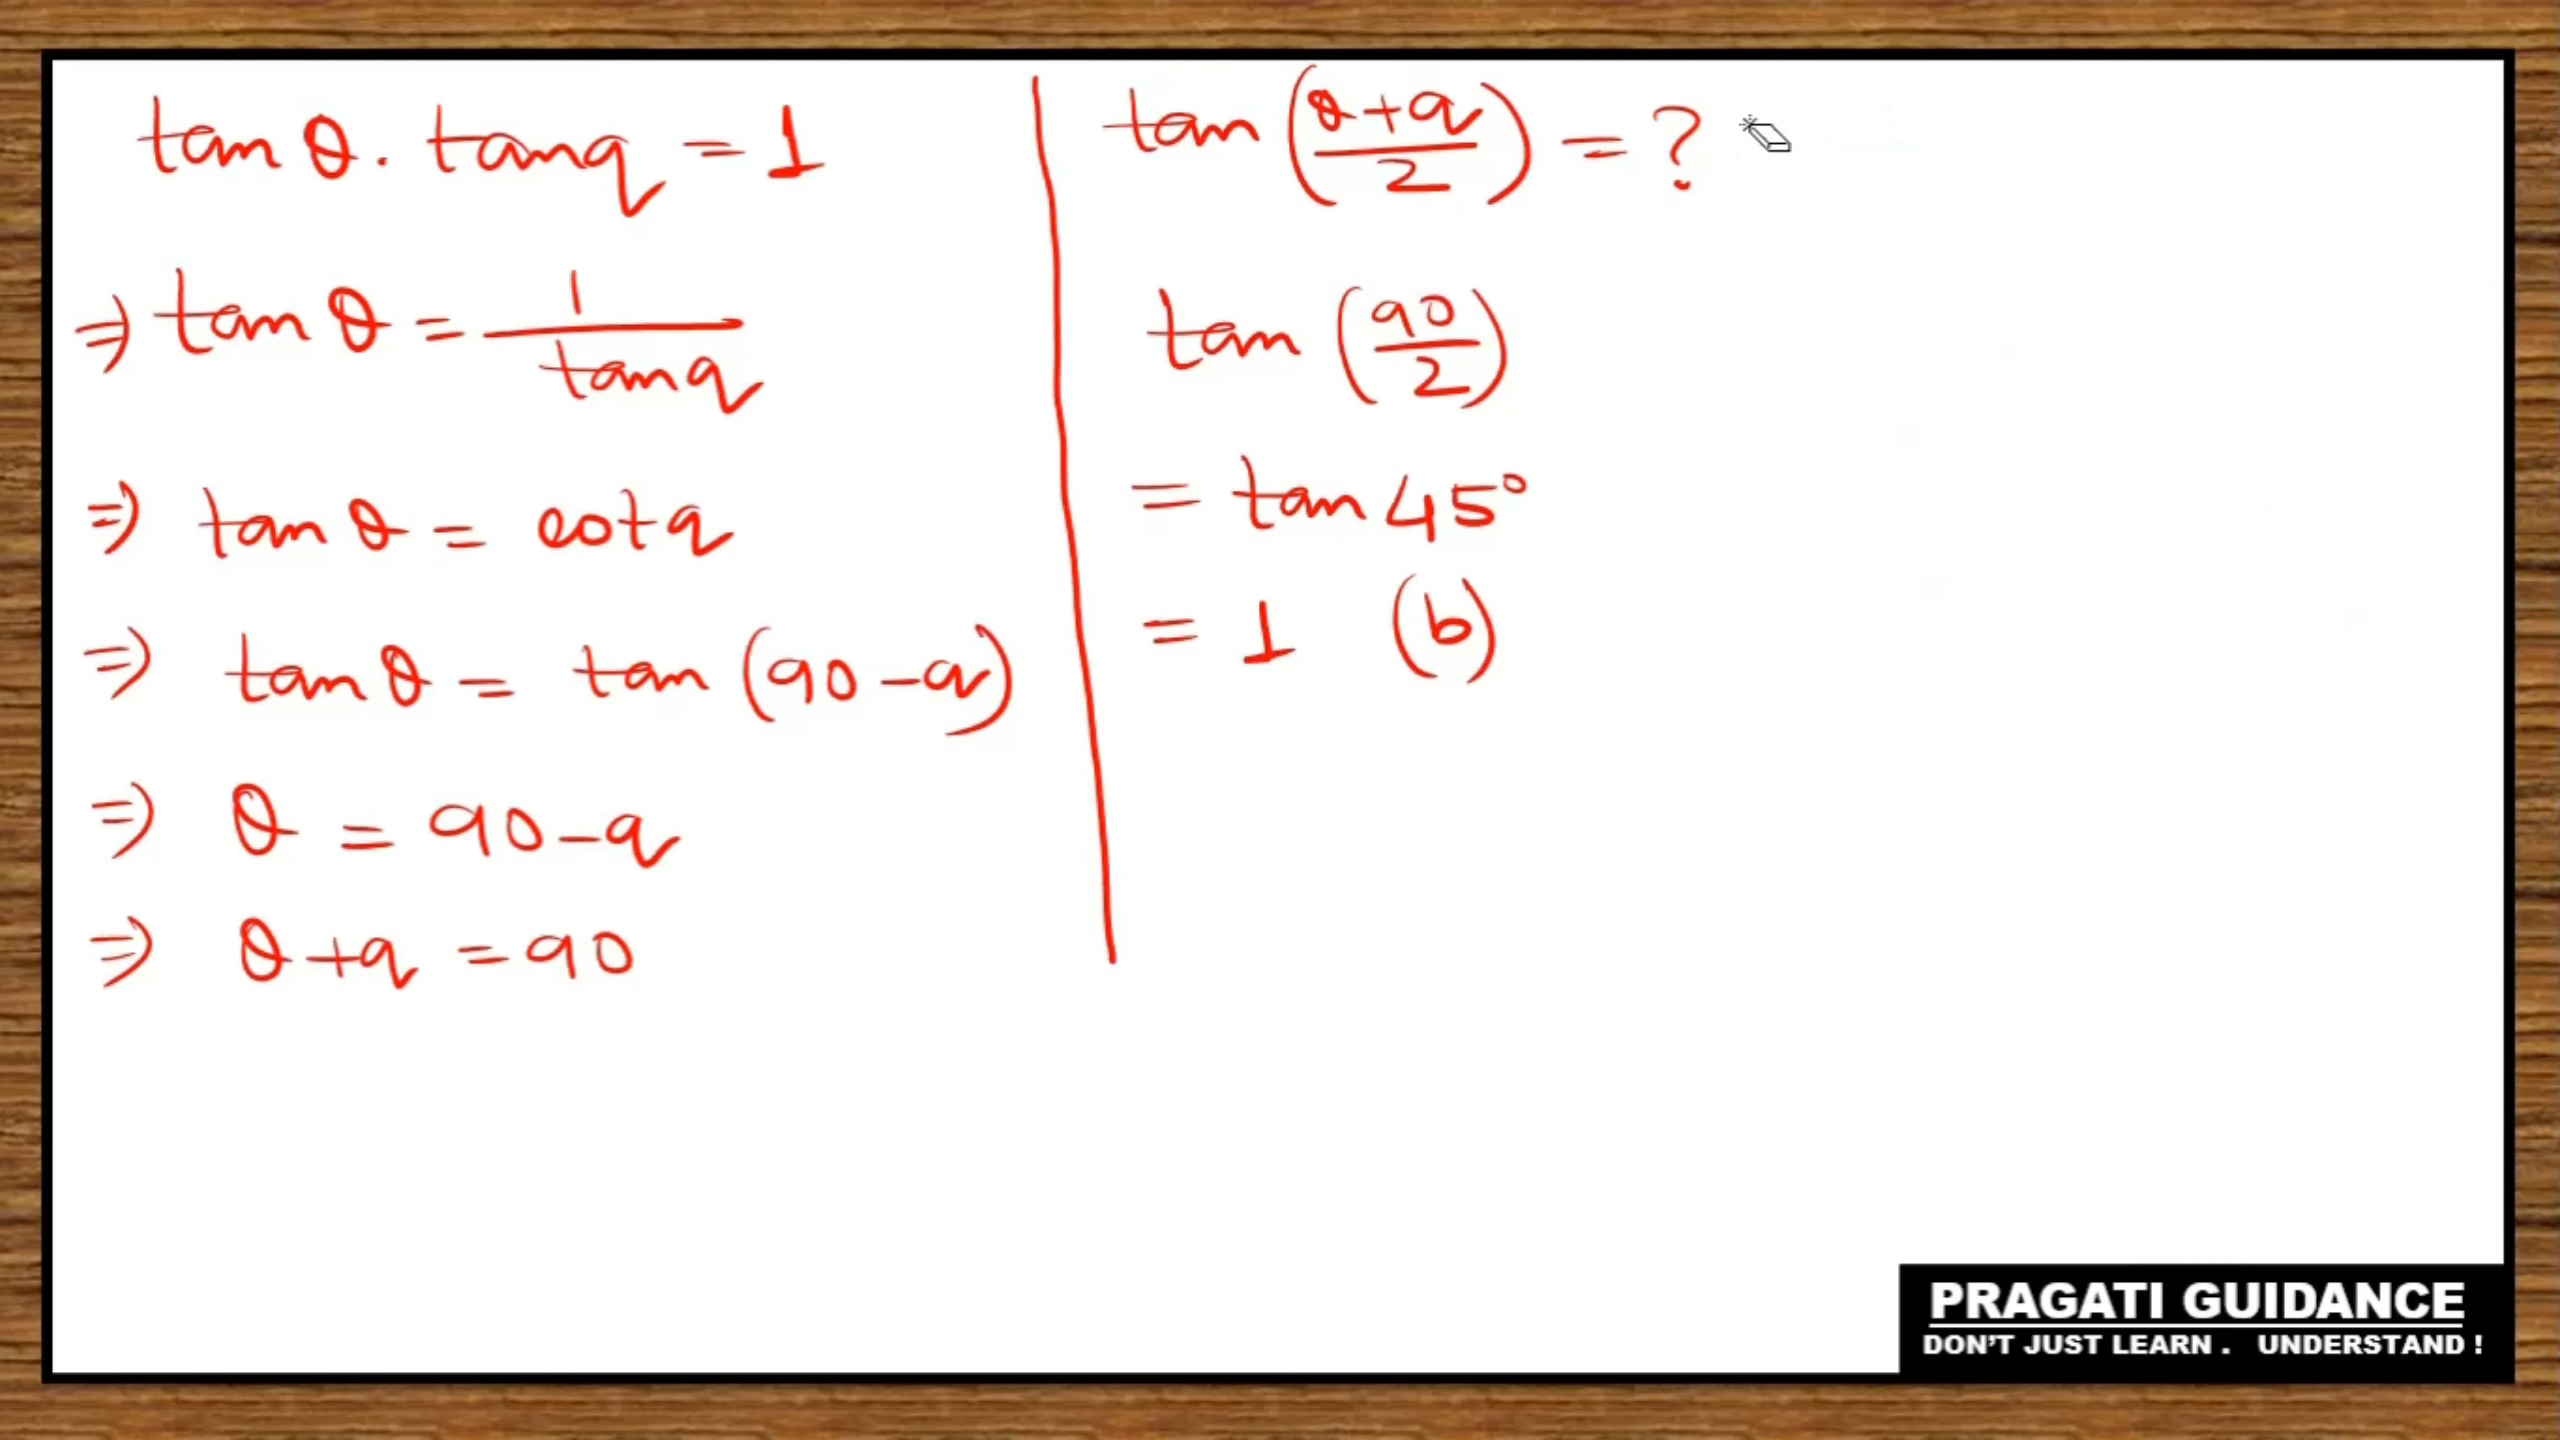 tan θ . tan q = 1
⇒ tan θ = 1/tan q
⇒ tan θ = cot q
⇒ tan θ = tan (90 - q)
⇒ θ = 90 - q
⇒ θ + q = 90
tan ((θ + q)/2) = ?
tan (90/2)
= tan 45°
= 1 (b)
PRAGATI GUIDANCE
DON'T JUST LEARN . UNDERSTAND !